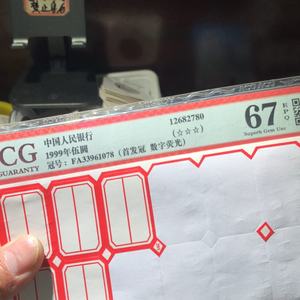 CG
GUARANTY
中国人民银行
1999年伍圆
冠号：FA33961078（首发冠 数字荧光）
12682780
(☆☆☆)
67
EPQ
Superb Gem Unc